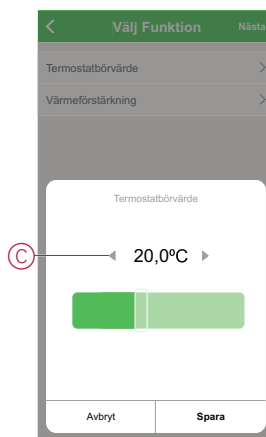 Välj Funktion Nästa
Termostatbörvärde
Värmeförstärkning
Termostatbörvärde
C
20,0ºC
Avbryt Spara